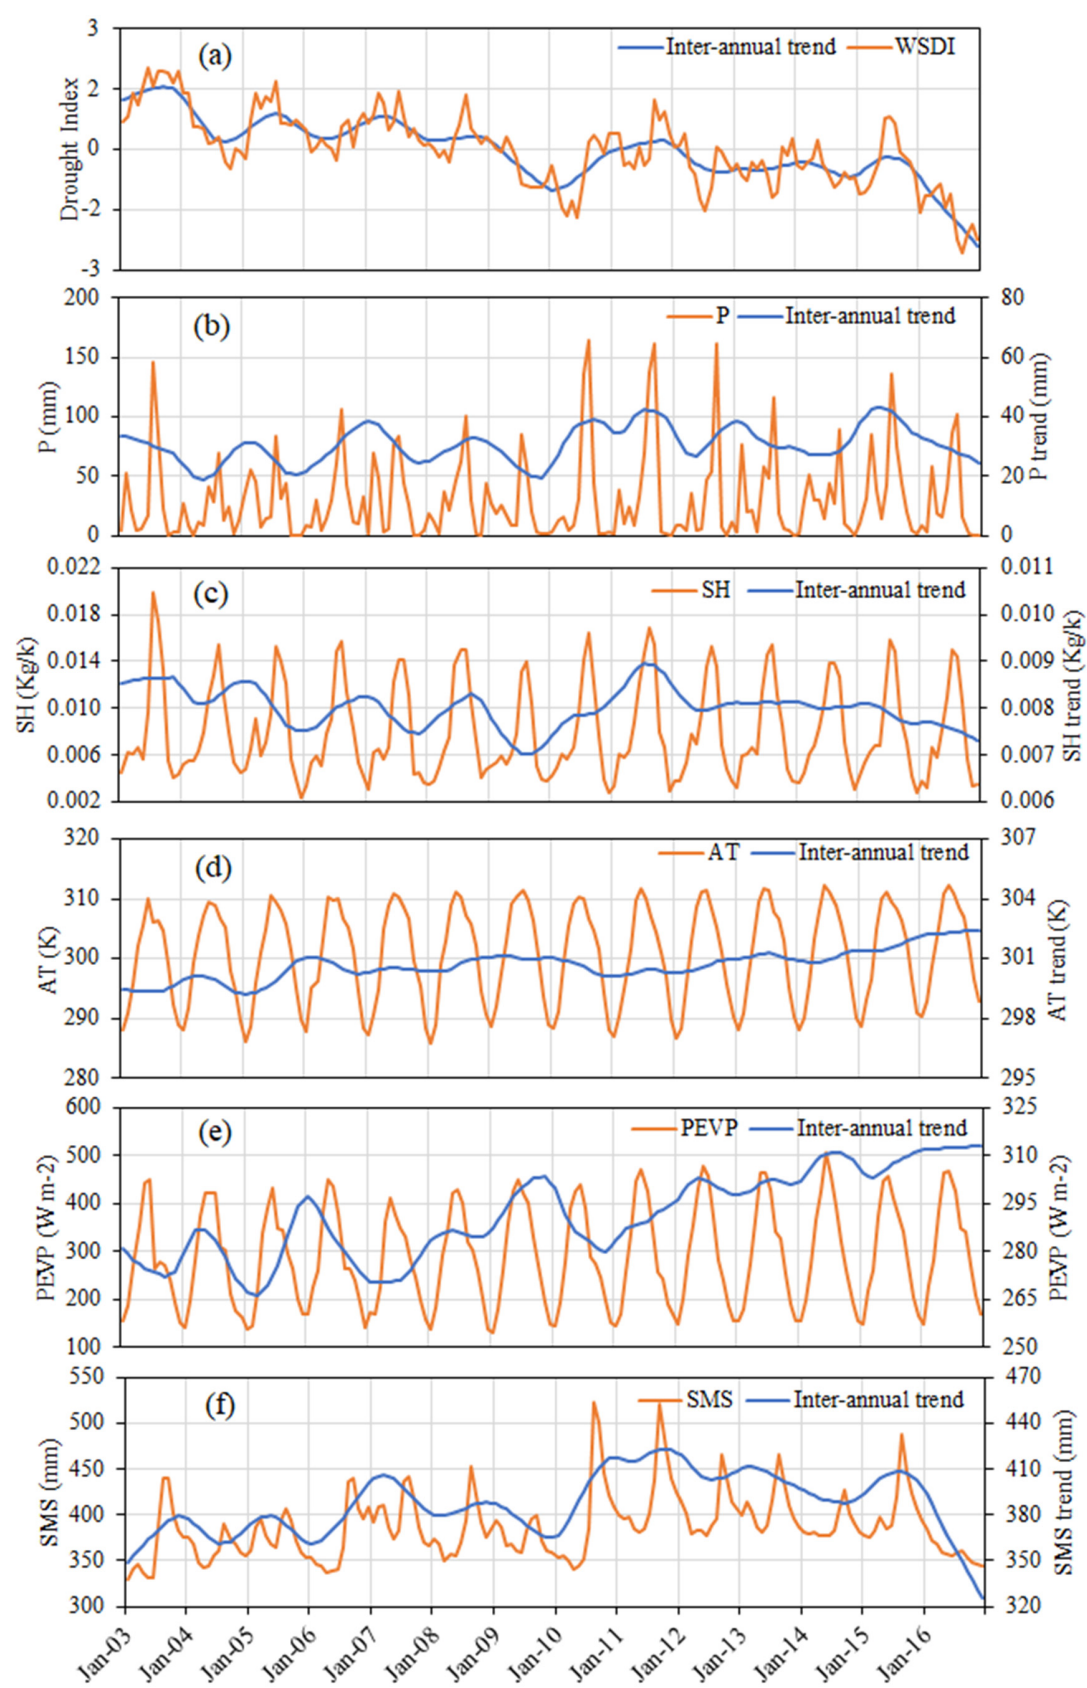 3
2
0
-2
-3
Drought Index
(a)
Inter-annual trend
WSDI
200
150
100
50
0
P (mm)
(b)
P
Inter-annual trend
80
60
40
20
0
P trend (mm)
0.022
0.018
0.014
0.010
0.006
0.002
SH (Kg/k)
(c)
SH
Inter-annual trend
0.011
0.010
0.009
0.008
0.007
0.006
SH trend (Kg/k)
320
310
300
290
280
AT (K)
(d)
AT
Inter-annual trend
307
304
301
298
295
AT trend (K)
600
500
400
300
200
100
PEVP (W m-2)
(e)
PEVP
Inter-annual trend
325
310
295
280
265
250
PEVP (W m-2)
550
500
450
400
350
300
SMS (mm)
(f)
SMS
Inter-annual trend
470
440
410
380
350
320
SMS trend (mm)
Jan-03
Jan-04
Jan-05
Jan-06
Jan-07
Jan-08
Jan-09
Jan-10
Jan-11
Jan-12
Jan-13
Jan-14
Jan-15
Jan-16